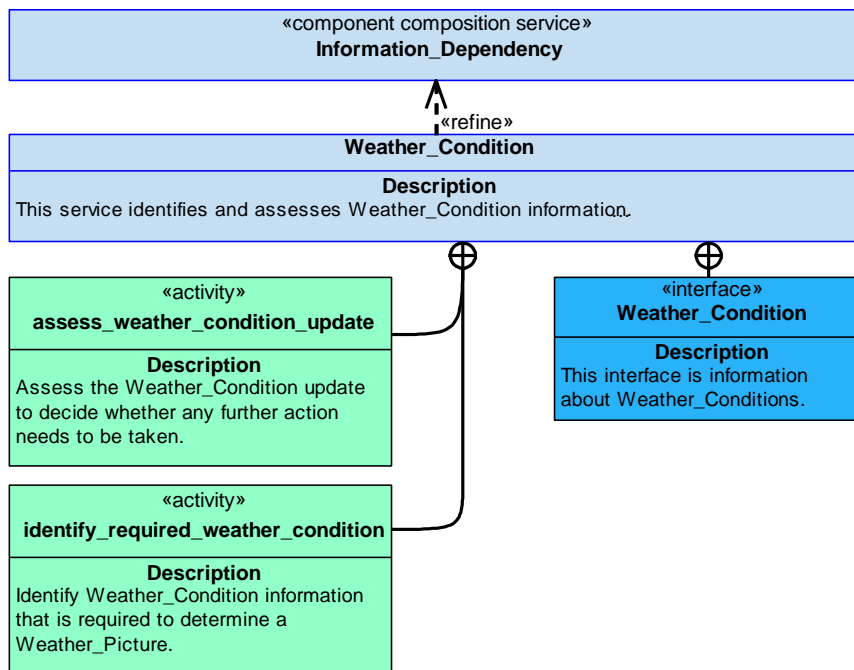 «component composition service»
Information_Dependency
«refine»
Weather_Condition
Description
This service identifies and assesses Weather_Condition information.
«activity»
assess_weather_condition_update
Description
Assess the Weather_Condition update
to decide whether any further action
needs to be taken.
«interface»
Weather_Condition
Description
This interface is information
about Weather_Conditions.
«activity»
identify_required_weather_condition
Description
Identify Weather_Condition information
that is required to determine a
Weather_Picture.